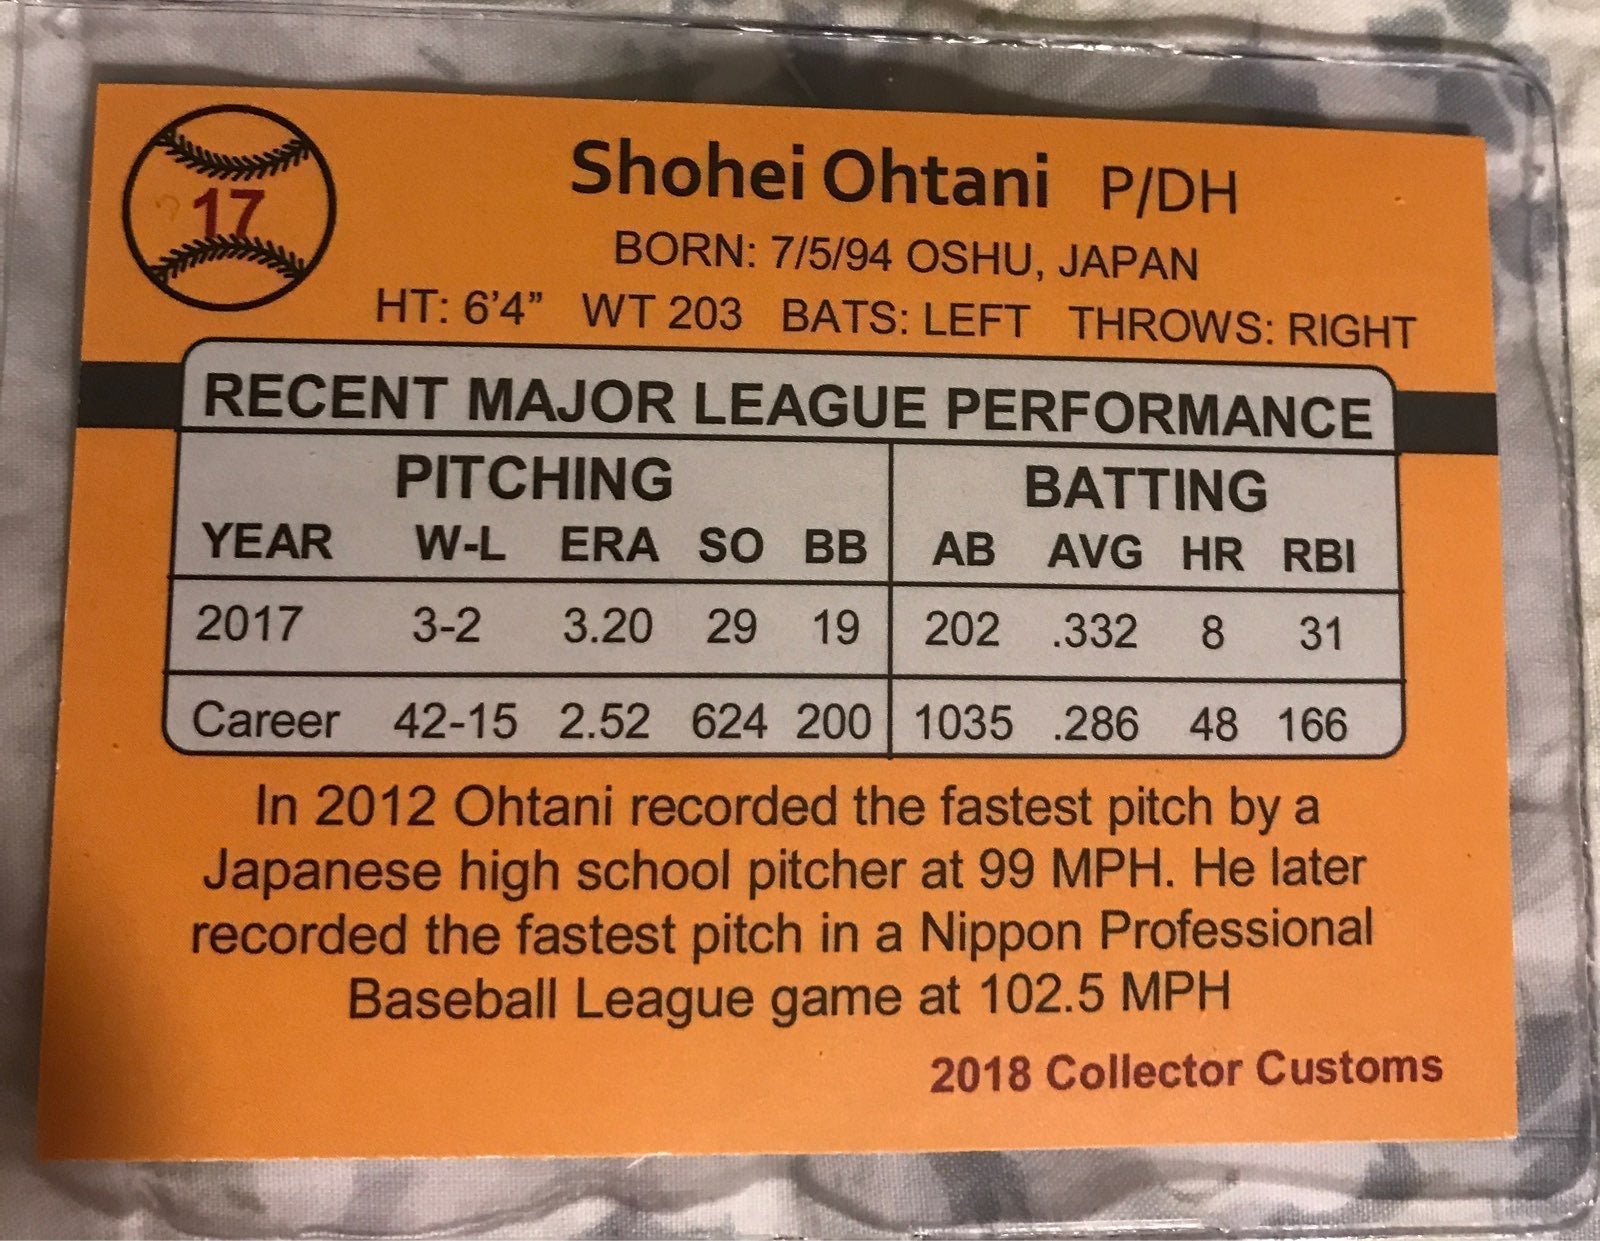 17
Shohei Ohtani P/DH
BORN: 7/5/94 OSHU, JAPAN
HT: 6’4” WT 203 BATS: LEFT THROWS: RIGHT
RECENT MAJOR LEAGUE PERFORMANCE
PITCHING BATTING
YEAR W-L ERA SO BB AB AVG HR RBI
2017 3-2 3.20 29 19 202 .332 8 31
Career 42-15 2.52 624 200 1035 .286 48 166
In 2012 Ohtani recorded the fastest pitch by a
Japanese high school pitcher at 99 MPH. He later
recorded the fastest pitch in a Nippon Professional
Baseball League game at 102.5 MPH
2018 Collector Customs